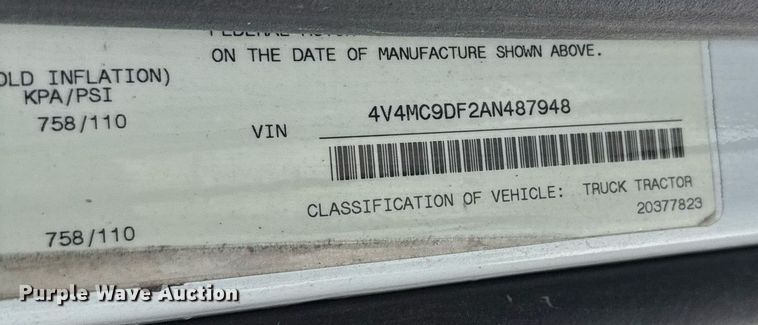 ON THE DATE OF MANUFACTURE SHOWN ABOVE.
OLD INFLATION)
KPA/PSI
758/110
VIN 4V4MC9DF2AN487948
CLASSIFICATION OF VEHICLE: TRUCK TRACTOR
20377823
758/110
Purple Wave Auction